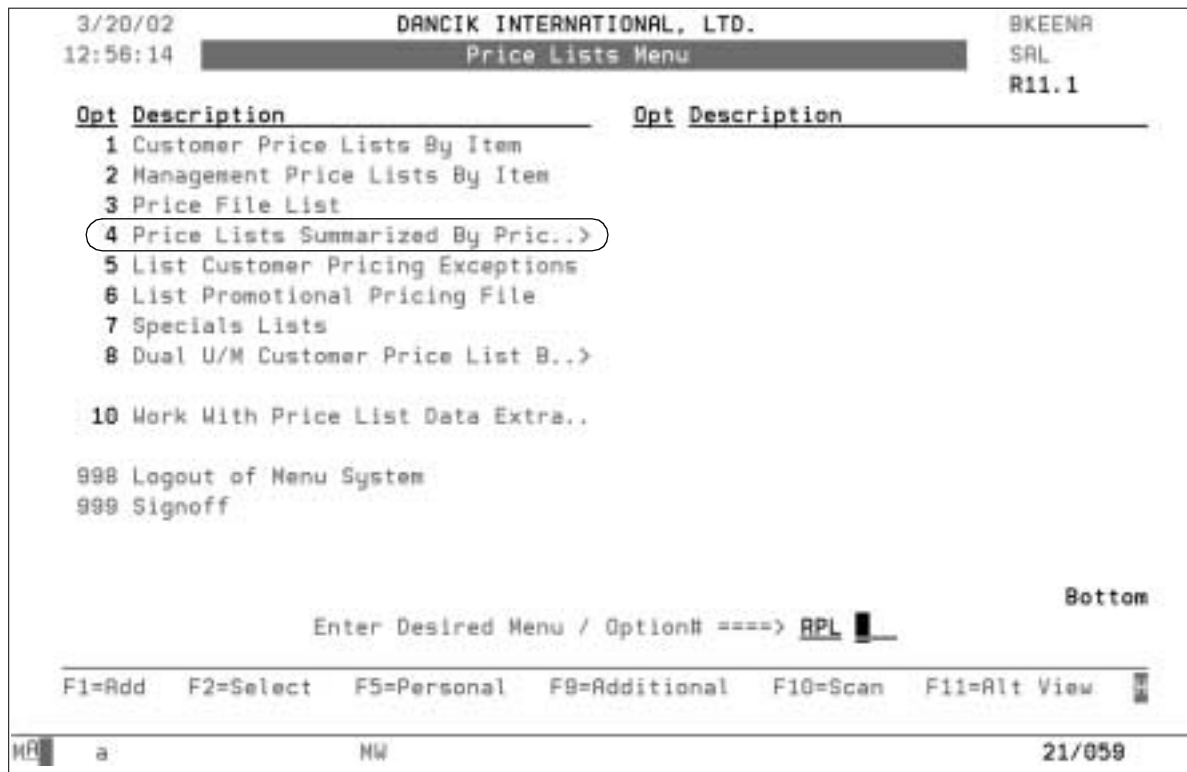 3/20/02 DANCIK INTERNATIONAL, LTD. BKEENA
12:56:14 Price Lists Menu SAL
R11.1
Opt Description Opt Description
1 Customer Price Lists By Item
2 Management Price Lists By Item
3 Price File List
4 Price Lists Summarized By Pric..>
5 List Customer Pricing Exceptions
6 List Promotional Pricing File
7 Specials Lists
8 Dual U/M Customer Price List B..>
10 Work With Price List Data Extra..
998 Logout of Menu System
999 Signoff
Bottom
Enter Desired Menu / Option# ====> RPL
F1=Add F2=Select F5=Personal F9=Additional F10=Scan F11=Alt View
MA a MW 21/059